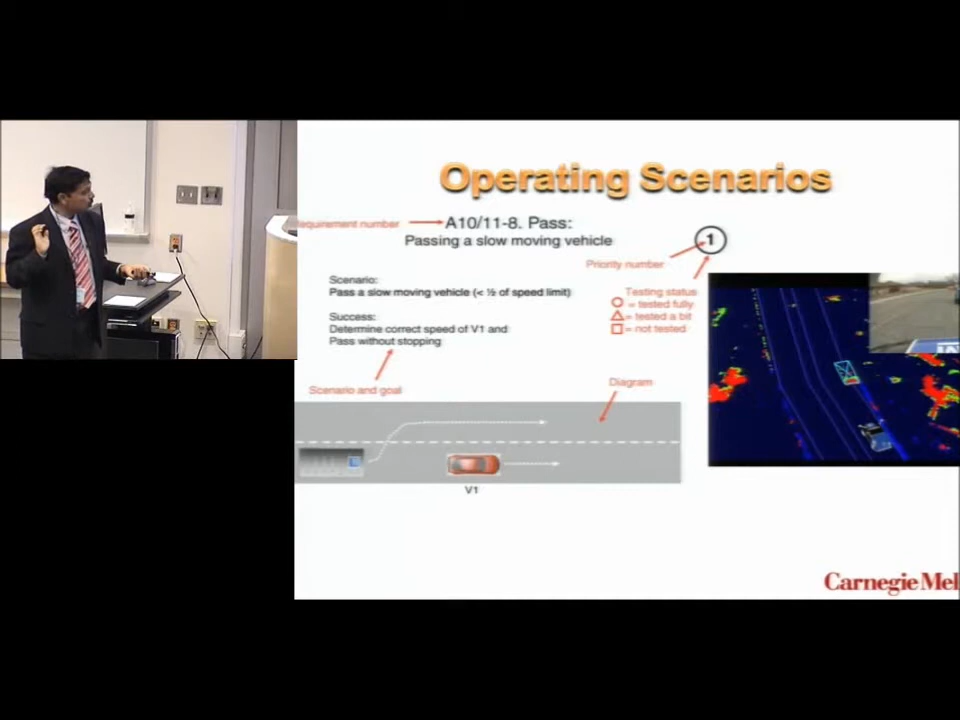 Operating Scenarios
Requirement number
A10/11-8. Pass:
Passing a slow moving vehicle
1
Priority number
Scenario:
Pass a slow moving vehicle (< ½ of speed limit)
Testing status
= tested fully
= tested a bit
= not tested
Success:
Determine correct speed of V1 and
Pass without stopping
Scenario and goal
Diagram
V1
Carnegie Mel